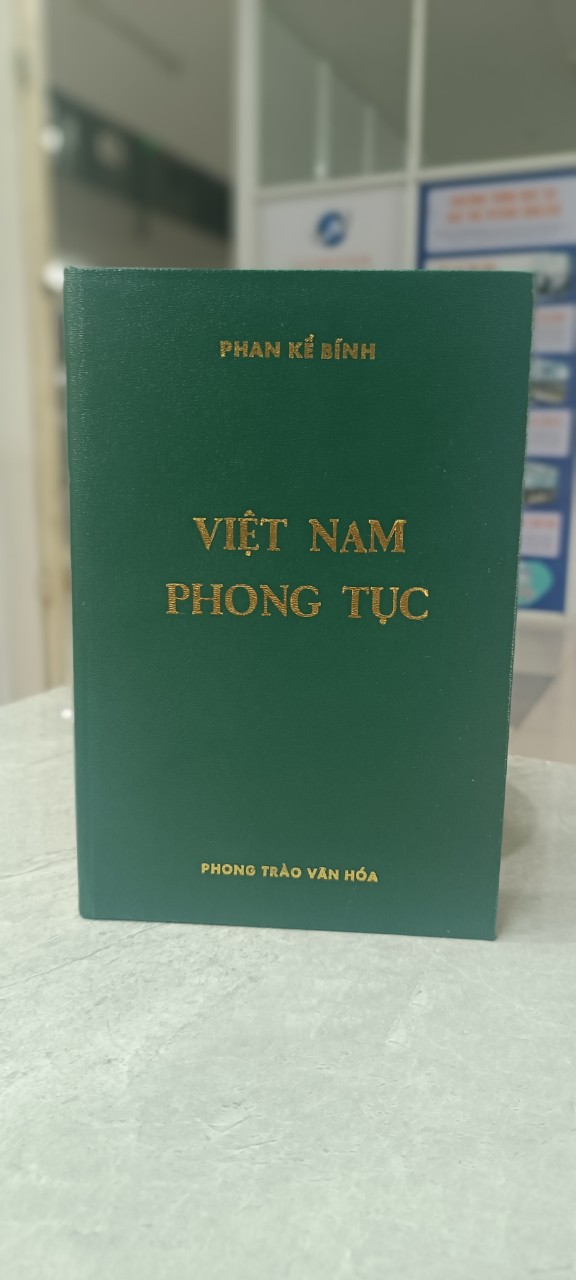 PHAN KẾ BÍNH
VIỆT NAM
PHONG TỤC
PHONG TRÀO VĂN HÓA